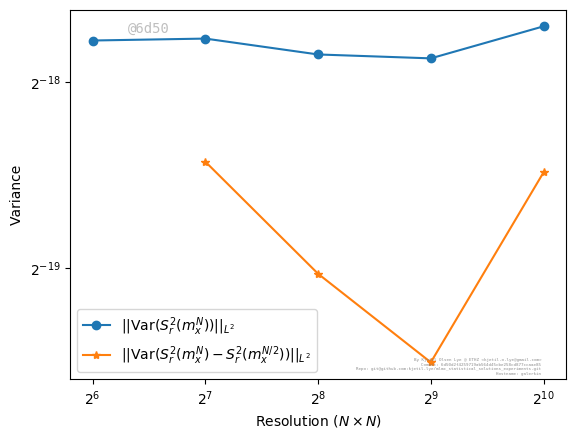 @6d50
2^{-18}
2^{-19}
Variance
||Var(S_r^2(m_x^N))||_{L^2}
||Var(S_r^2(m_x^N) − S_r^2(m_x^{N/2}))||_{L^2}
2^6
2^7
2^8
2^9
2^{10}
Resolution (N × N)